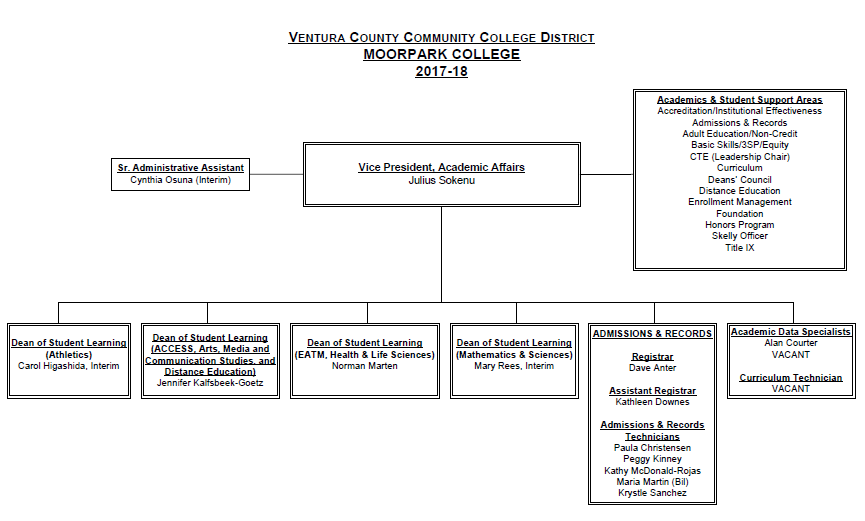 VENTURA COUNTY COMMUNITY COLLEGE DISTRICT
MOORPARK COLLEGE
2017-18
Academics & Student Support Areas
Accreditation/Institutional Effectiveness
Admissions & Records
Adult Education/Non-Credit
Basic Skills/3SP/Equity
CTE (Leadership Chair)
Curriculum
Deans' Council
Distance Education
Enrollment Management
Foundation
Honors Program
Skelly Officer
Title IX
Sr. Administrative Assistant
Cynthia Osuna (Interim)
Vice President, Academic Affairs
Julius Sokenu
Dean of Student Learning
(Athletics)
Carol Higashida, Interim
Dean of Student Learning
(ACCESS, Arts, Media and
Communication Studies, and
Distance Education)
Jennifer Kalfsbeek-Goetz
Dean of Student Learning
(EATM, Health & Life Sciences)
Norman Marten
Dean of Student Learning
(Mathematics & Sciences)
Mary Rees, Interim
ADMISSIONS & RECORDS
Registrar
Dave Anter
Assistant Registrar
Kathleen Downes
Admissions & Records
Technicians
Paula Christensen
Peggy Kinney
Kathy McDonald-Rojas
Maria Martin (Bil)
Krystle Sanchez
Academic Data Specialists
Alan Courter
VACANT
Curriculum Technician
VACANT